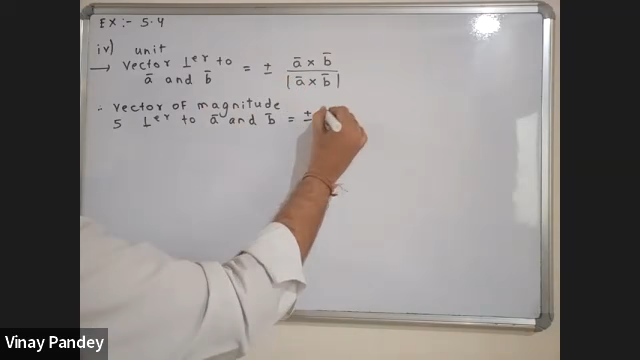 EX:- 5.4
iv) unit
→ vector ⊥er to ā and b̄ = ± ā × b̄ / |ā × b̄|
∴ vector of magnitude
5 ⊥er to ā and b̄ = ±
Vinay Pandey